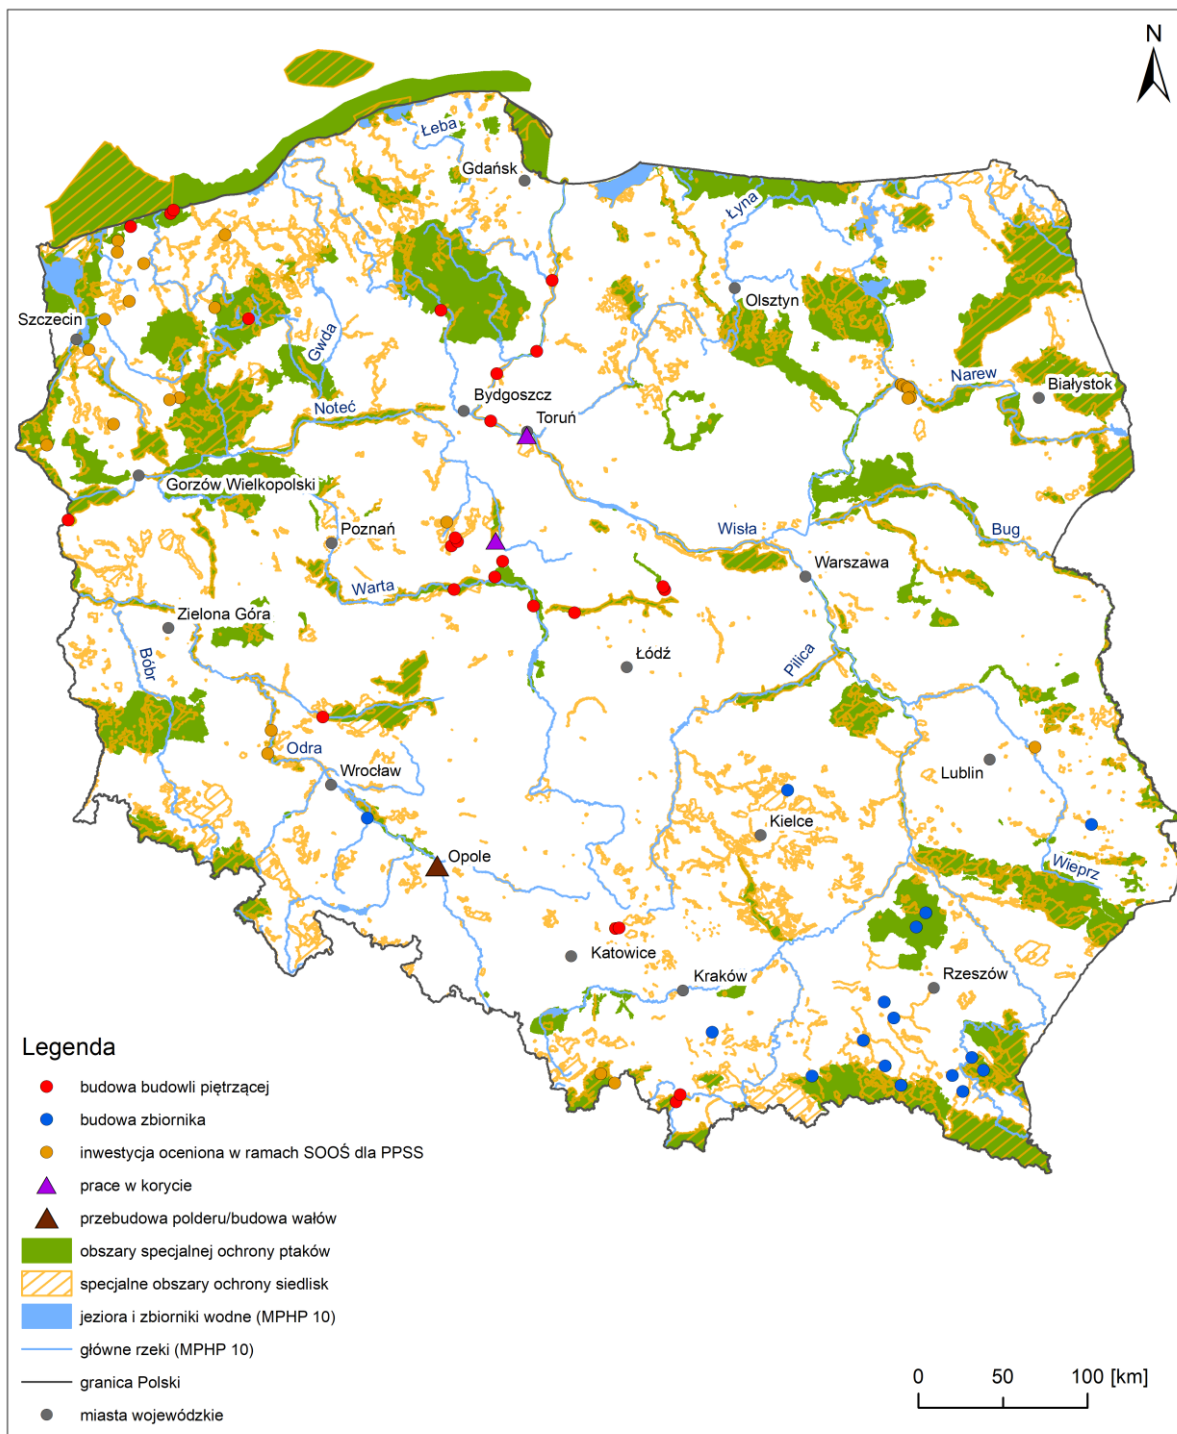 N
Łeba
Gdańsk
Łyna
Olsztyn
Szczecin
Gwda
Narew
Białystok
Bydgoszcz
Noteć
Toruń
Gorzów Wielkopolski
Poznań
Wisła
Bug
Warszawa
Warta
Zielona Góra
Bóbr
Łódź
Pilica
Odra
Wrocław
Lublin
Kielce
Opole
Wieprz
Katowice
Kraków
Rzeszów
Legenda
budowa budowli piętrzącej
budowa zbiornika
inwestycja oceniona w ramach SOOŚ dla PPSS
prace w korycie
przebudowa polderu/budowa wałów
obszary specjalnej ochrony ptaków
specjalne obszary ochrony siedlisk
jeziora i zbiorniki wodne (MPHP 10)
główne rzeki (MPHP 10)
granica Polski
miasta wojewódzkie
0 50 100 [km]